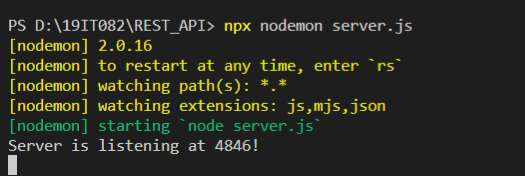 PS D:\19IT082\REST_API> npx nodemon server.js
[nodemon] 2.0.16
[nodemon] to restart at any time, enter `rs`
[nodemon] watching path(s): *.*
[nodemon] watching extensions: js,mjs,json
[nodemon] starting `node server.js`
Server is listening at 4846!